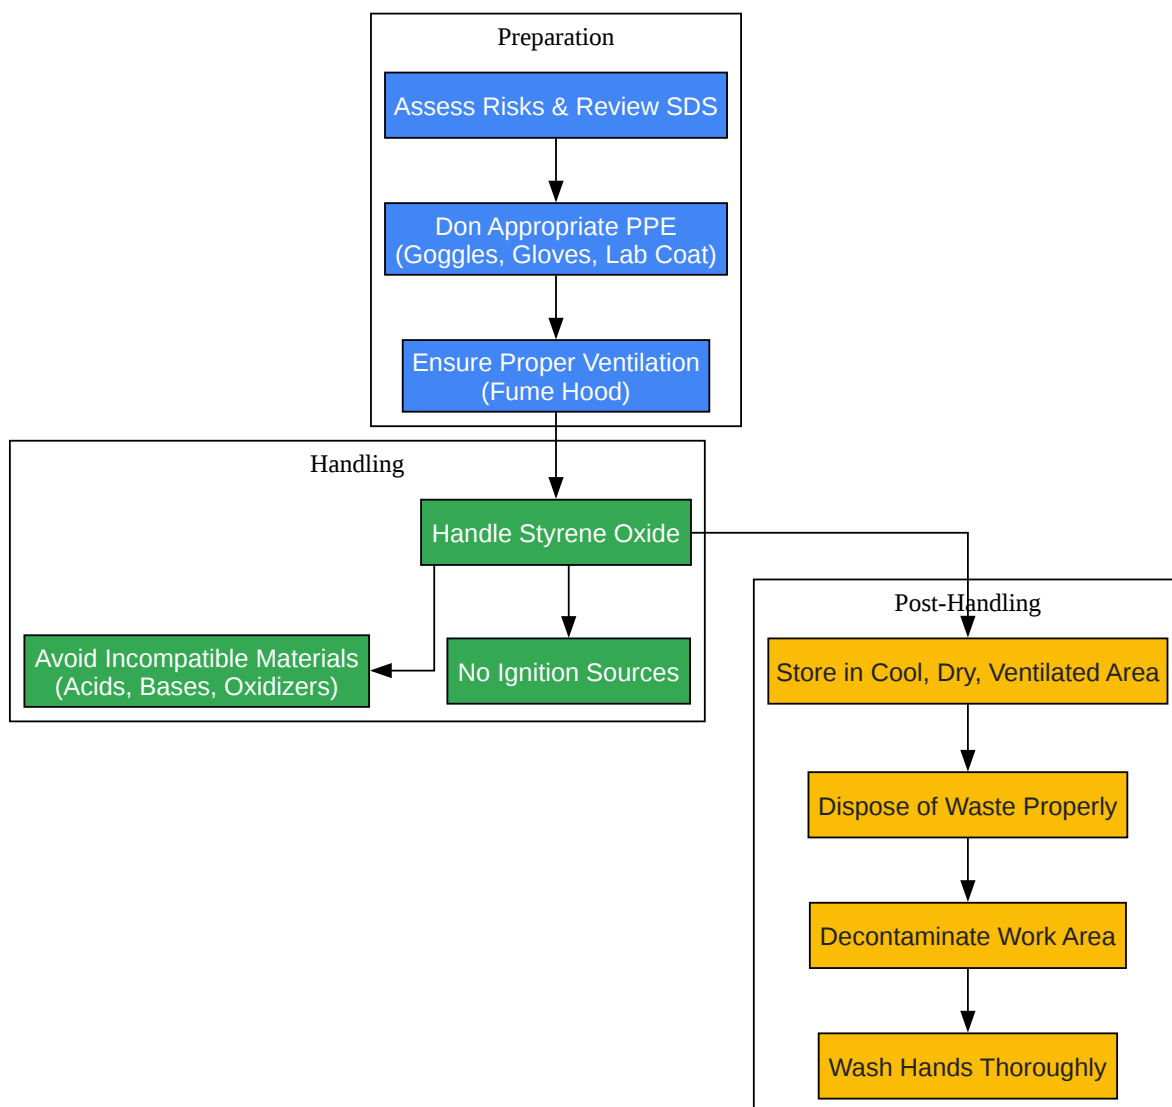 Preparation
Assess Risks & Review SDS
Don Appropriate PPE
(Goggles, Gloves, Lab Coat)
Ensure Proper Ventilation
(Fume Hood)
Handling
Handle Styrene Oxide
Avoid Incompatible Materials
(Acids, Bases, Oxidizers)
No Ignition Sources
Post-Handling
Store in Cool, Dry, Ventilated Area
Dispose of Waste Properly
Decontaminate Work Area
Wash Hands Thoroughly